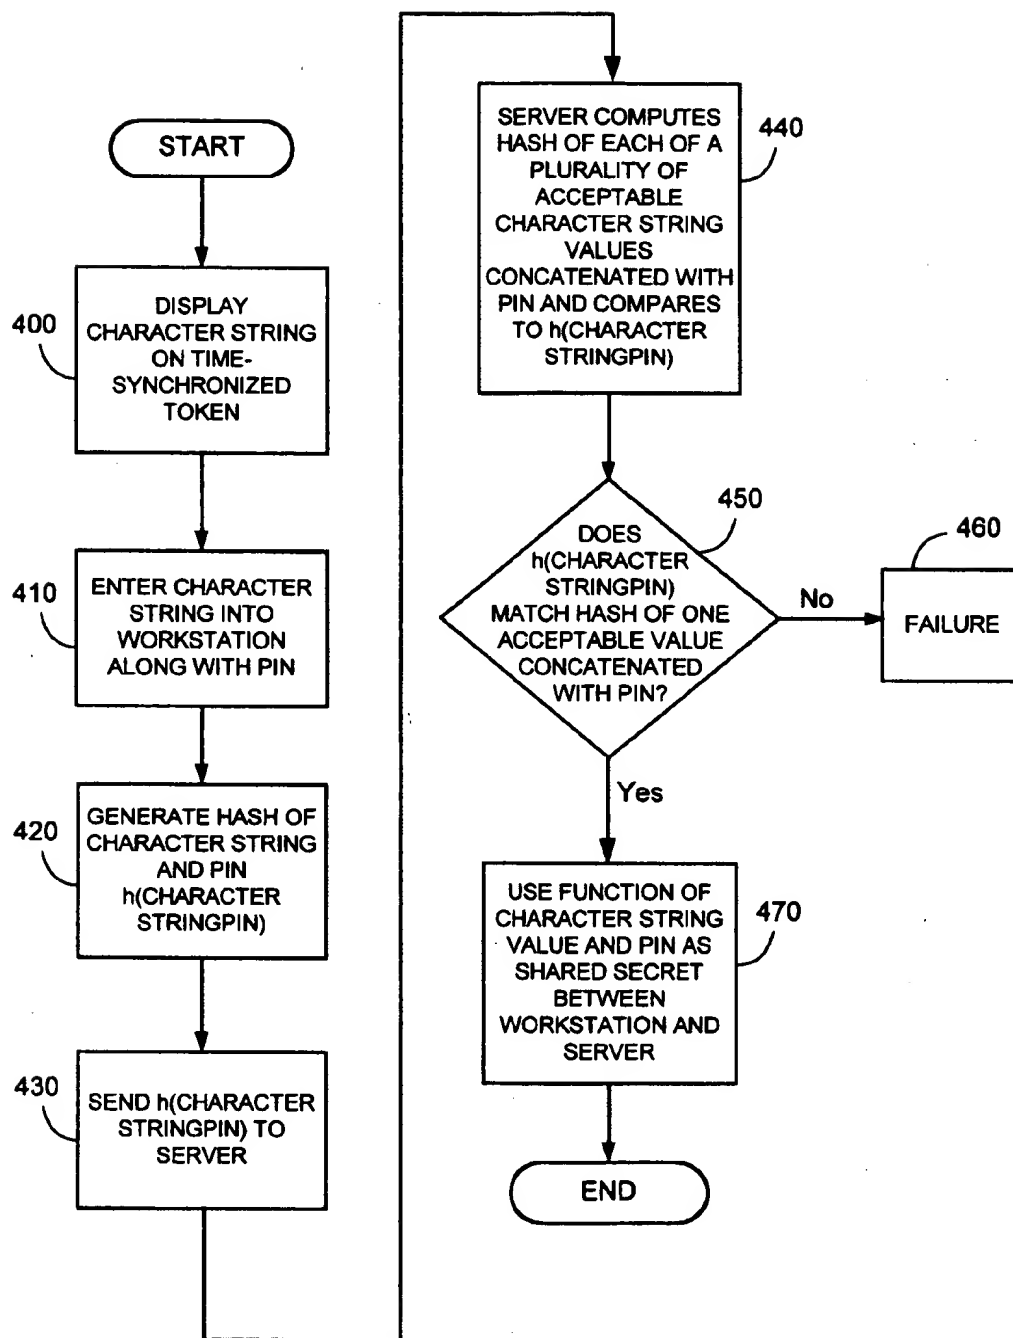 START
400
DISPLAY
CHARACTER STRING
ON TIME-
SYNCHRONIZED
TOKEN
410
ENTER CHARACTER
STRING INTO
WORKSTATION
ALONG WITH PIN
420
GENERATE HASH OF
CHARACTER STRING
AND PIN
h(CHARACTER
STRINGPIN)
430
SEND h(CHARACTER
STRINGPIN) TO
SERVER
440
SERVER COMPUTES
HASH OF EACH OF A
PLURALITY OF
ACCEPTABLE
CHARACTER STRING
VALUES
CONCATENATED WITH
PIN AND COMPARES
TO h(CHARACTER
STRINGPIN)
450
DOES
h(CHARACTER
STRINGPIN)
MATCH HASH OF ONE
ACCEPTABLE VALUE
CONCATENATED
WITH PIN?
No
460
FAILURE
Yes
470
USE FUNCTION OF
CHARACTER STRING
VALUE AND PIN AS
SHARED SECRET
BETWEEN
WORKSTATION AND
SERVER
END